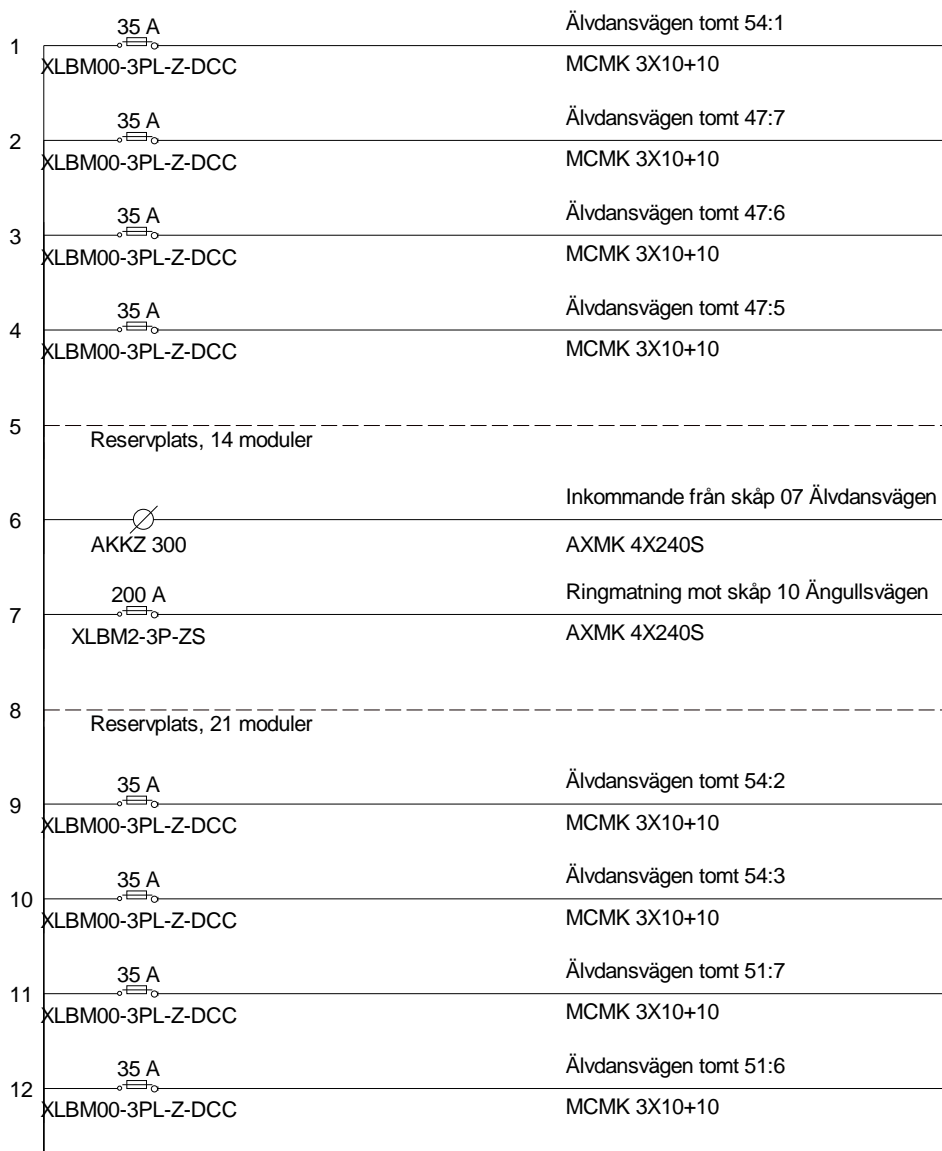 35 A Älvdansvägen tomt 54:1
1
XLBM00-3PL-Z-DCC MCMK 3X10+10
35 A Älvdansvägen tomt 47:7
2
XLBM00-3PL-Z-DCC MCMK 3X10+10
35 A Älvdansvägen tomt 47:6
3
XLBM00-3PL-Z-DCC MCMK 3X10+10
35 A Älvdansvägen tomt 47:5
4
XLBM00-3PL-Z-DCC MCMK 3X10+10
5
Reservplats, 14 moduler
Inkommande från skåp 07 Älvdansvägen
6
AKKZ 300 AXMK 4X240S
200 A Ringmatning mot skåp 10 Ängullsvägen
7
XLBM2-3P-ZS AXMK 4X240S
8
Reservplats, 21 moduler
35 A Älvdansvägen tomt 54:2
9
XLBM00-3PL-Z-DCC MCMK 3X10+10
35 A Älvdansvägen tomt 54:3
10
XLBM00-3PL-Z-DCC MCMK 3X10+10
35 A Älvdansvägen tomt 51:7
11
XLBM00-3PL-Z-DCC MCMK 3X10+10
35 A Älvdansvägen tomt 51:6
12
XLBM00-3PL-Z-DCC MCMK 3X10+10